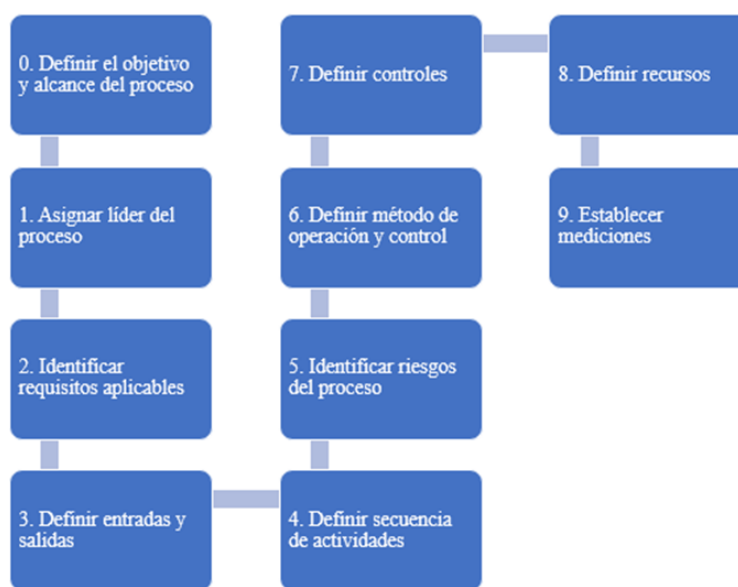 0. Definir el objetivo
y alcance del proceso
1. Asignar líder del
proceso
2. Identificar
requisitos aplicables
3. Definir entradas y
salidas
4. Definir secuencia
de actividades
5. Identificar riesgos
del proceso
6. Definir método de
operación y control
7. Definir controles
8. Definir recursos
9. Establecer
mediciones